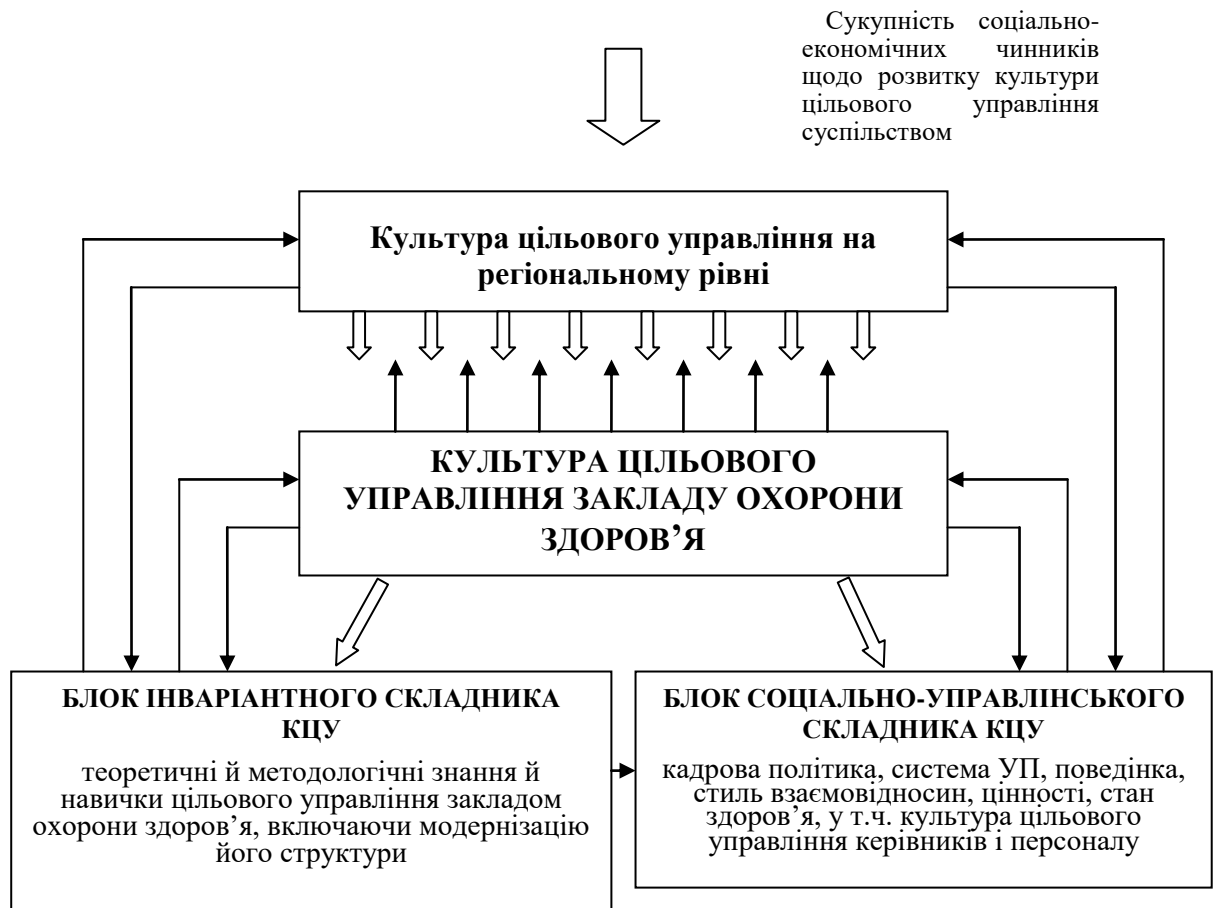 Сукупність соціально-
економічних чинників
щодо розвитку культури
цільового управління
суспільством
Культура цільового управління на
регіональному рівні
КУЛЬТУРА ЦІЛЬОВОГО
УПРАВЛІННЯ ЗАКЛАДУ ОХОРОНИ
ЗДОРОВ’Я
БЛОК ІНВАРІАНТНОГО СКЛАДНИКА
КЦУ
теоретичні й методологічні знання й
навички цільового управління закладом
охорони здоров’я, включаючи модернізацію
його структури
БЛОК СОЦІАЛЬНО-УПРАВЛІНСЬКОГО
СКЛАДНИКА КЦУ
кадрова політика, система УП, поведінка,
стиль взаємовідносин, цінності, стан
здоров’я, у т.ч. культура цільового
управління керівників і персоналу